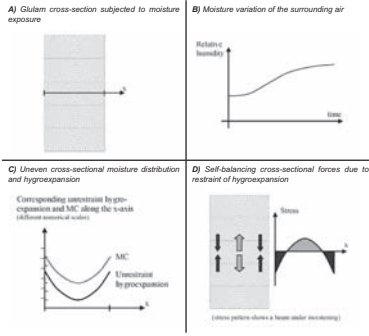 A) Glulam cross-section subjected to moisture
exposure
x
B) Moisture variation of the surrounding air
Relative
humidity
time
C) Uneven cross-sectional moisture distribution
and hygroexpansion
Corresponding unrestraint hygro-
expansion and MC along the x-axis
(different numerical scales)
MC
Unrestraint
hygroexpansion
x
D) Self-balancing cross-sectional forces due to
restraint of hygroexpansion
Stress
x
(stress pattern shows a beam under moistening)